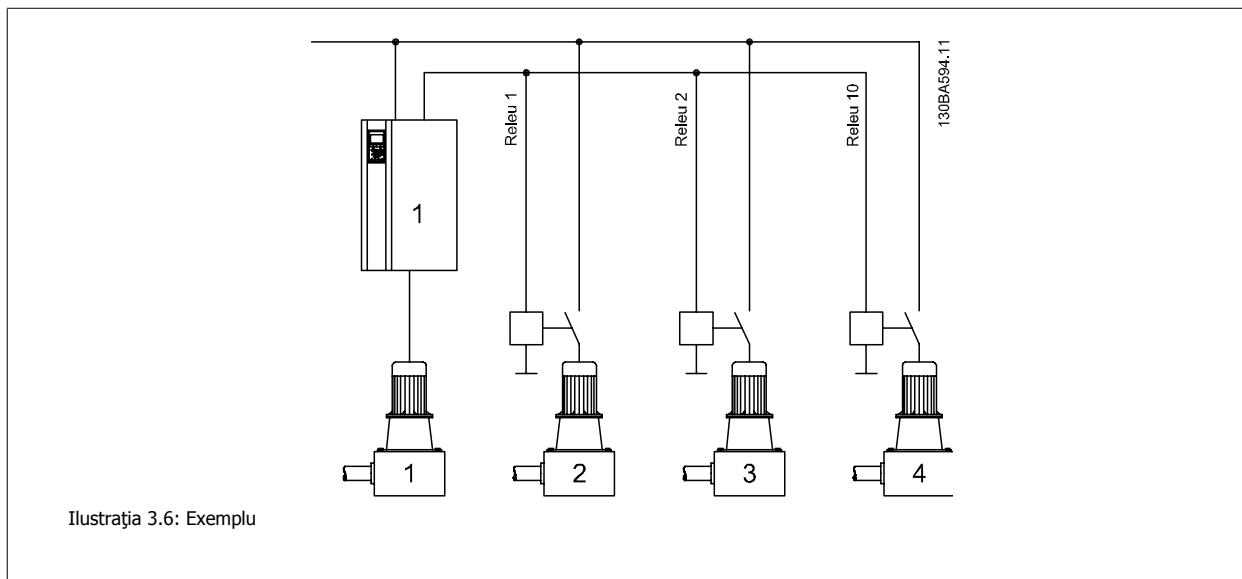 130BA594.11
Releu 1
Releu 2
Releu 10
1
1
2
3
4
Ilustraţia 3.6: Exemplu